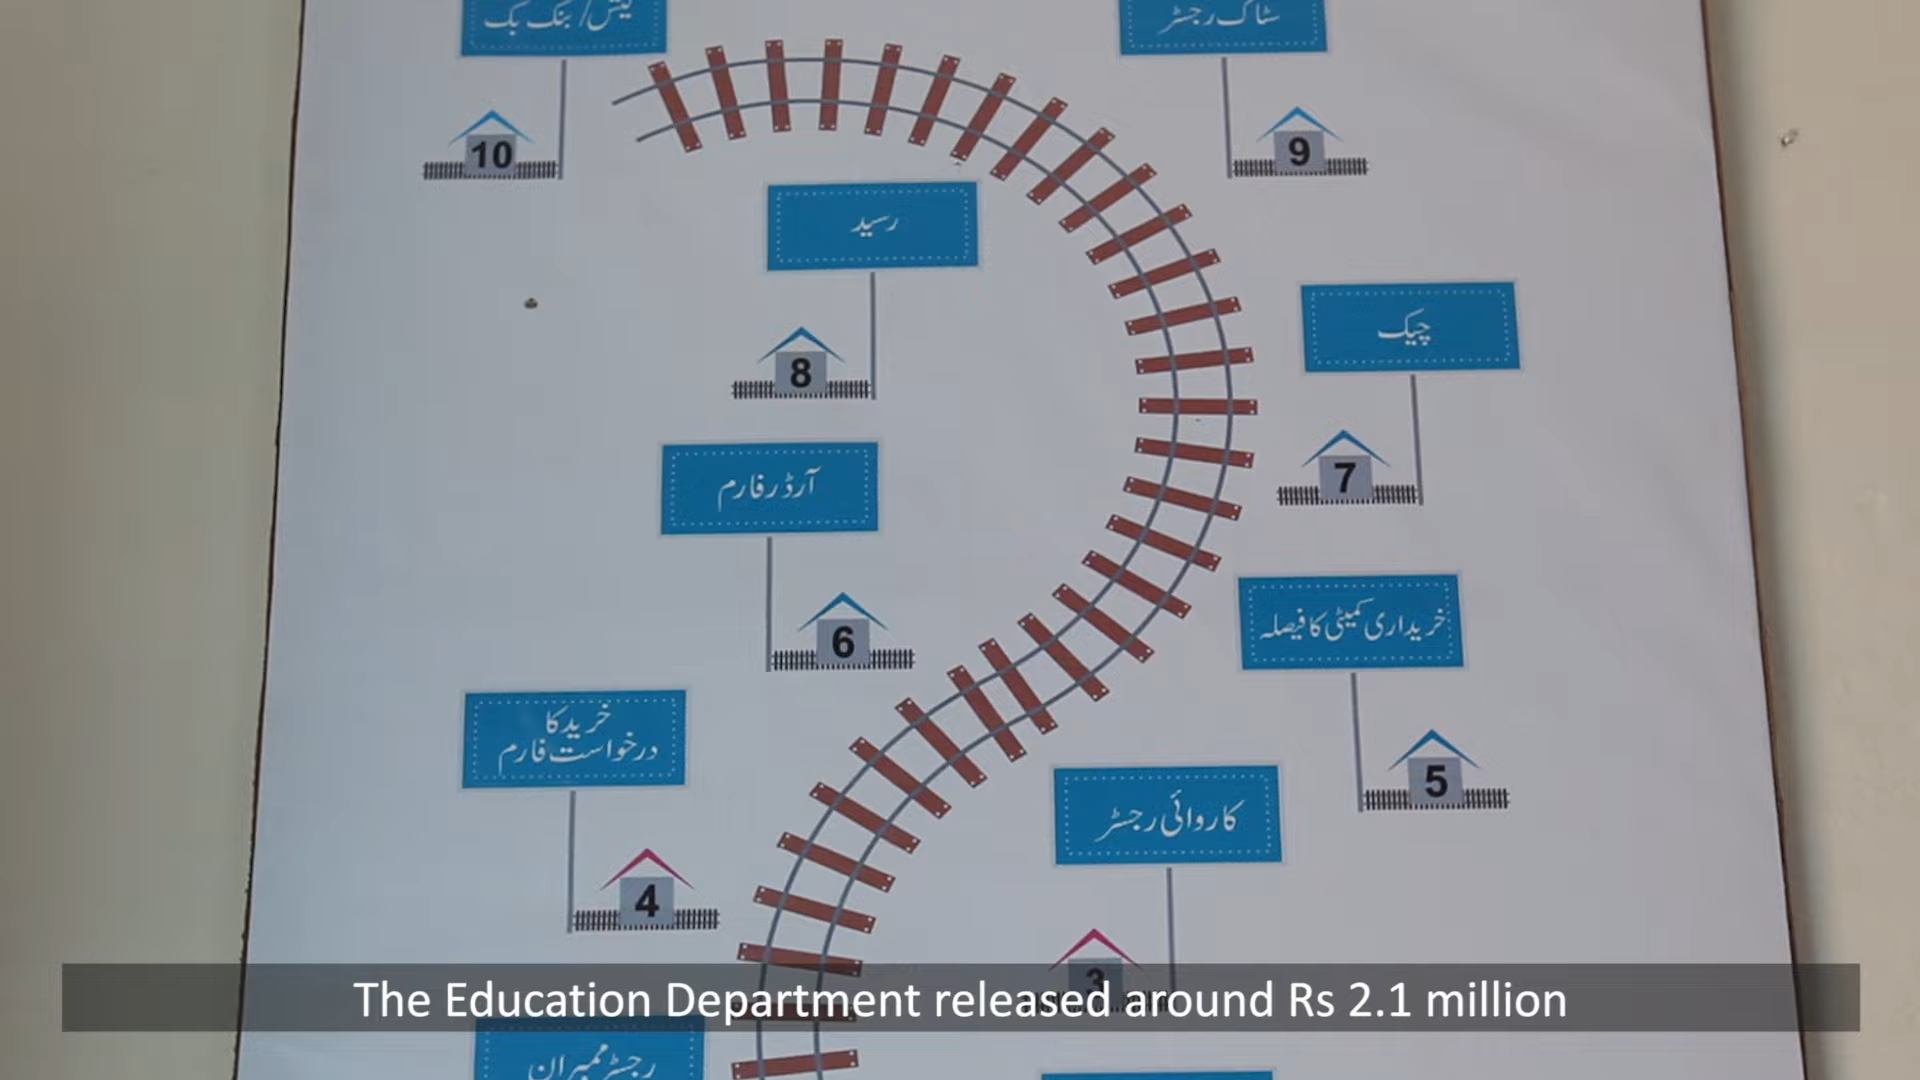 کیش/بنک بک
سٹاک رجسٹر
10
9
رسید
8
چیک
7
آرڈر فارم
6
خریداری کمیٹی کا فیصلہ
5
خرید کا
درخواست فارم
4
کاروائی رجسٹر
3
The Education Department released around Rs 2.1 million
رجسٹر ممبران